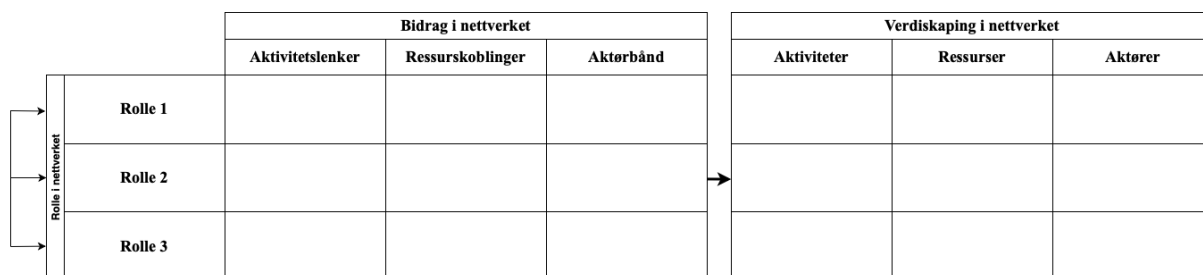 Bidrag i nettverket
Verdiskaping i nettverket
Aktivitetslenker
Ressurskoblinger
Aktørbånd
Aktiviteter
Ressurser
Aktører
Rolle i nettverket
Rolle 1
Rolle 2
Rolle 3